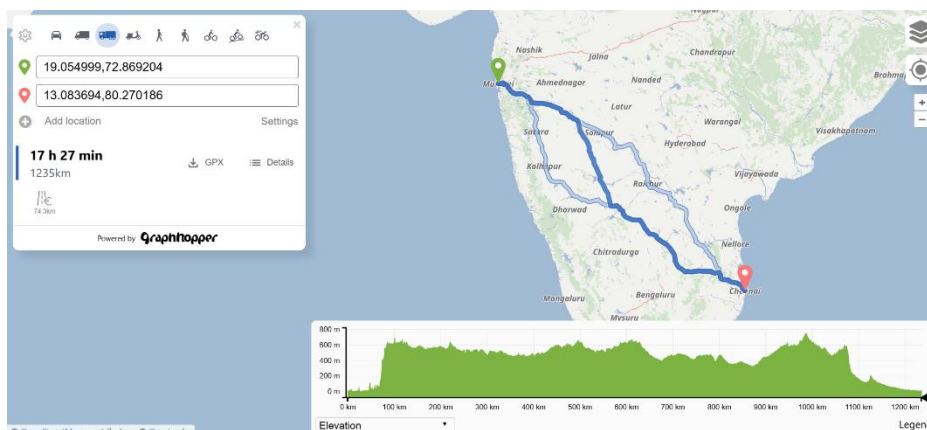 ×
19.054999,72.869204
13.083694,80.270186
Add location
Settings
17 h 27 min
1235km
GPX
Details
74.3km
Powered by Graphhopper
Nashik
Jalna
Chandrapur
Ahmednagar
Nanded
Latur
Warangal
Satara
Solapur
Hyderabad
Visakhapatnam
Kolhapur
Raichur
Vijayawada
Dharwad
Ongole
Chitradurga
Nellore
Mangaluru
Bengaluru
Chennai
Mysuru
+
−
800 m
600 m
400 m
200 m
0 m
0 km
100 km
200 km
300 km
400 km
500 km
600 km
700 km
800 km
900 km
1000 km
1100 km
1200 km
Elevation
Legen